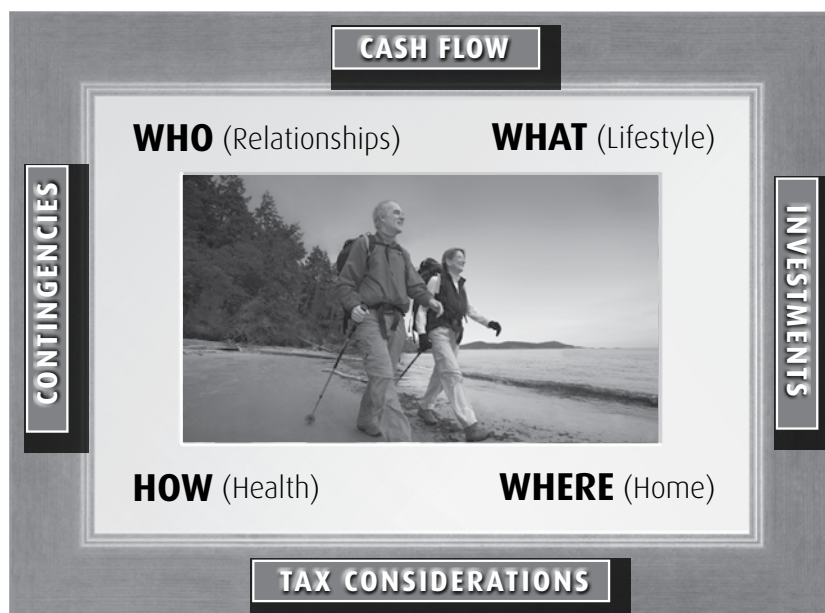 CASH FLOW
WHO (Relationships)
WHAT (Lifestyle)
CONTINGENCIES
INVESTMENTS
HOW (Health)
WHERE (Home)
TAX CONSIDERATIONS